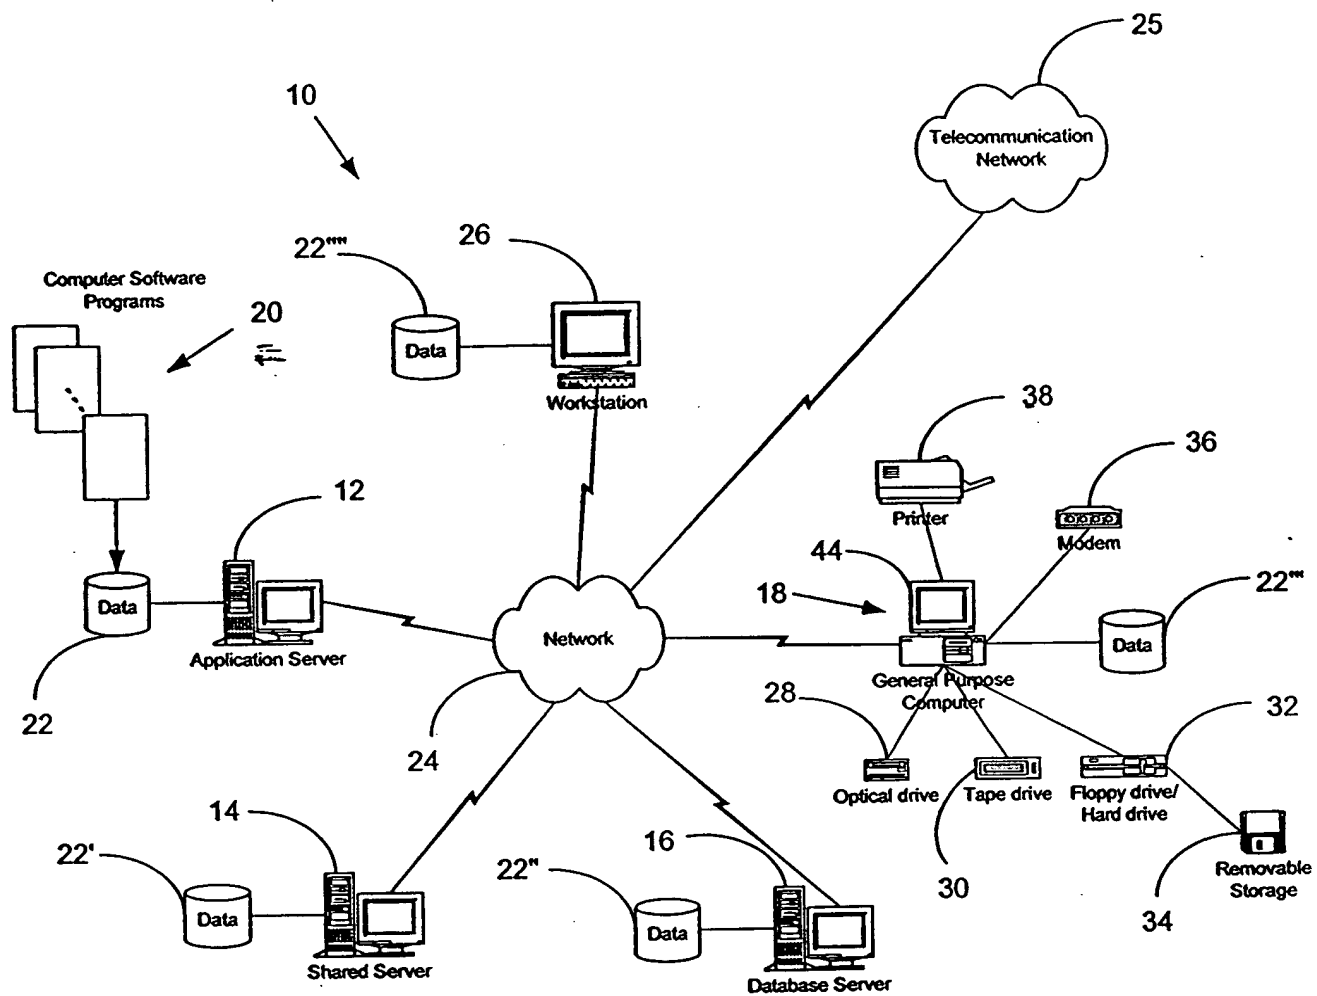 25
10
Telecommunication
Network
22""
26
Computer Software
Programs
20
Data
Workstation
38
36
Printer
Modem
12
44
18
22'"
Data
Data
Application Server
Network
General Purpose
Computer
22
24
28
32
Optical drive
Tape drive
Floppy drive/
Hard drive
14
16
22'
22"
30
34
Removable
Storage
Data
Data
Shared Server
Database Server